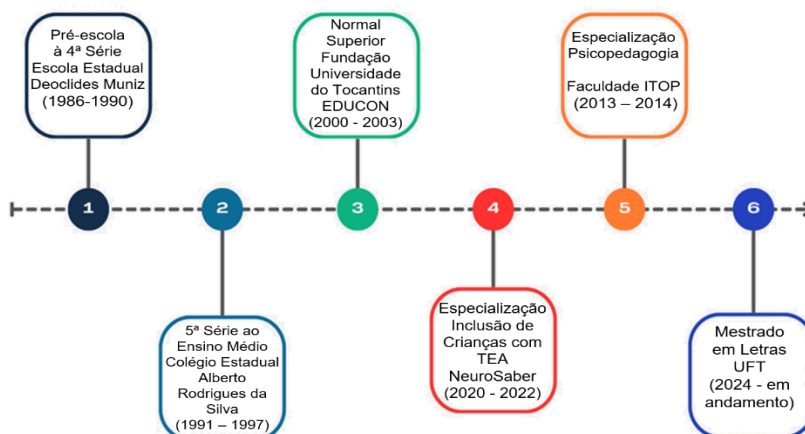 Pré-escola
à 4ª Série
Escola Estadual
Deoclides Muniz
(1986-1990)
Normal
Superior
Fundação
Universidade
do Tocantins
EDUCON
(2000 - 2003)
Especialização
Psicopedagogia
Faculdade ITOP
(2013 – 2014)
1
2
3
4
5
6
5ª Série ao
Ensino Médio
Colégio Estadual
Alberto
Rodrigues da
Silva
(1991 – 1997)
Especialização
Inclusão de
Crianças com
TEA
NeuroSaber
(2020 - 2022)
Mestrado
em Letras
UFT
(2024 - em
andamento)